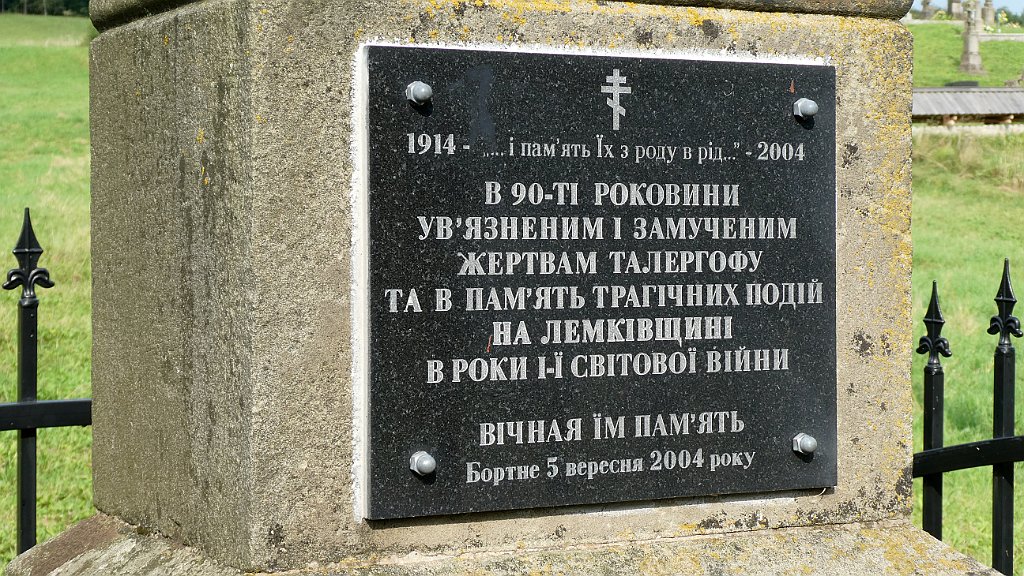 1914 - „.... і пам'ять Їх з роду в рід..." - 2004
В 90-ТІ РОКОВИНИ
УВ'ЯЗНЕНИМ І ЗАМУЧЕНИМ
ЖЕРТВАМ ТАЛЕРГОФУ
ТА В ПАМ'ЯТЬ ТРАГІЧНИХ ПОДІЙ
НА ЛЕМКІВЩИНІ
В РОКИ І-Ї СВІТОВОЇ ВІЙНИ
ВІЧНАЯ ЇМ ПАМ'ЯТЬ
Бортне 5 вересня 2004 року